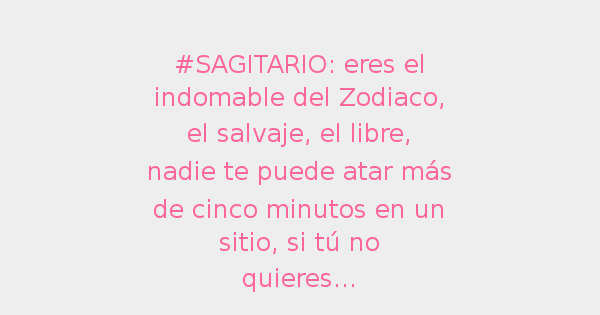 #SAGITARIO: eres el
indomable del Zodiaco,
el salvaje, el libre,
nadie te puede atar más
de cinco minutos en un
sitio, si tú no
quieres...